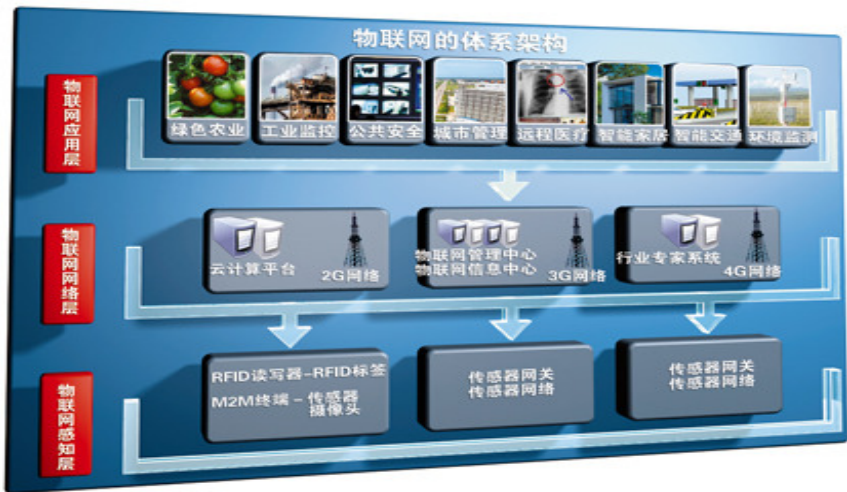 物联网的体系架构
物联网应用层
绿色农业
工业监控
公共安全
城市管理
远程医疗
智能家居
智能交通
环境监测
物联网网络层
云计算平台
2G网络
物联网管理中心
物联网信息中心
3G网络
行业专家系统
4G网络
物联网感知层
RFID读写器-RFID标签
M2M终端-传感器
摄像头
传感器网关
传感器网络
传感器网关
传感器网络